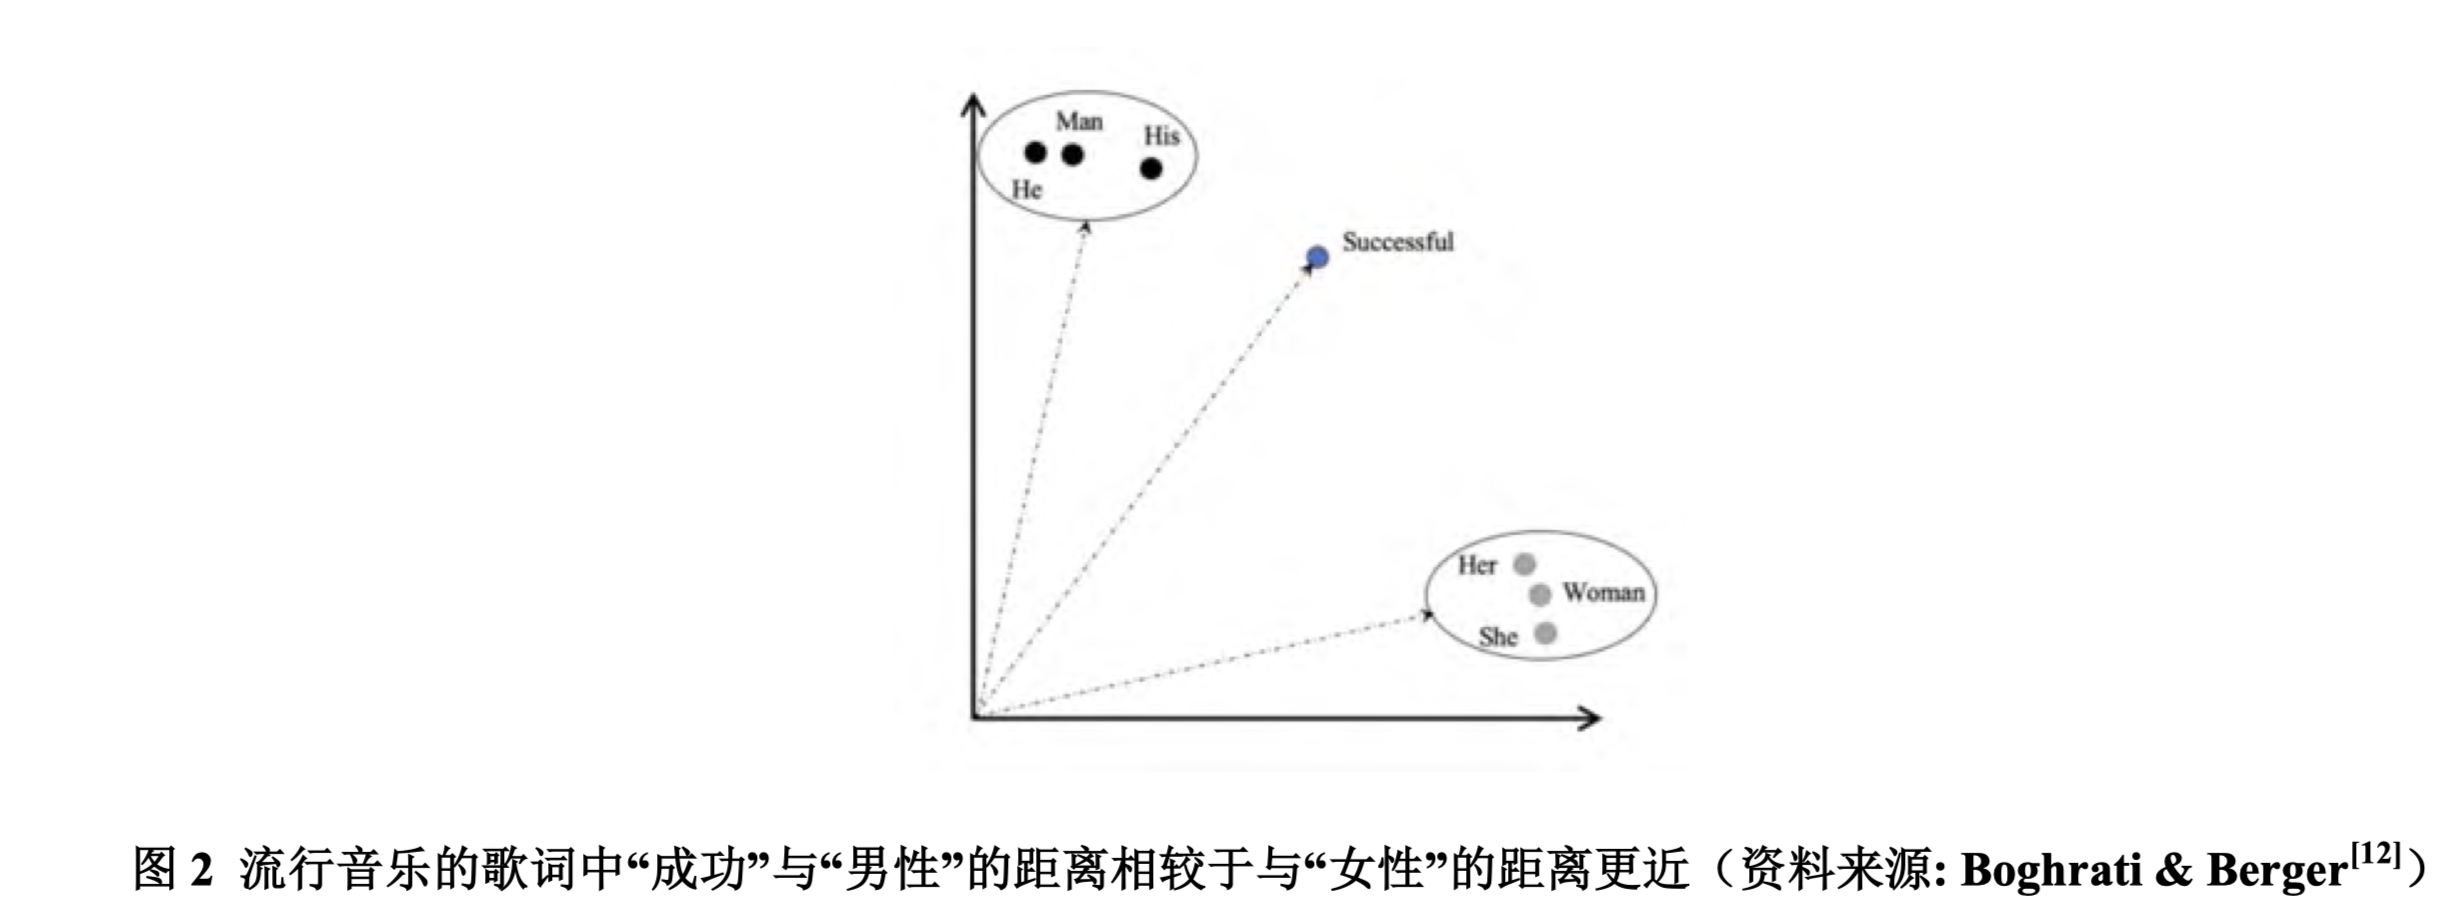 Man
His
He
Successful
Her
Woman
She
图 2 流行音乐的歌词中“成功”与“男性”的距离相较于与“女性”的距离更近（资料来源: Boghrati & Berger[12]）